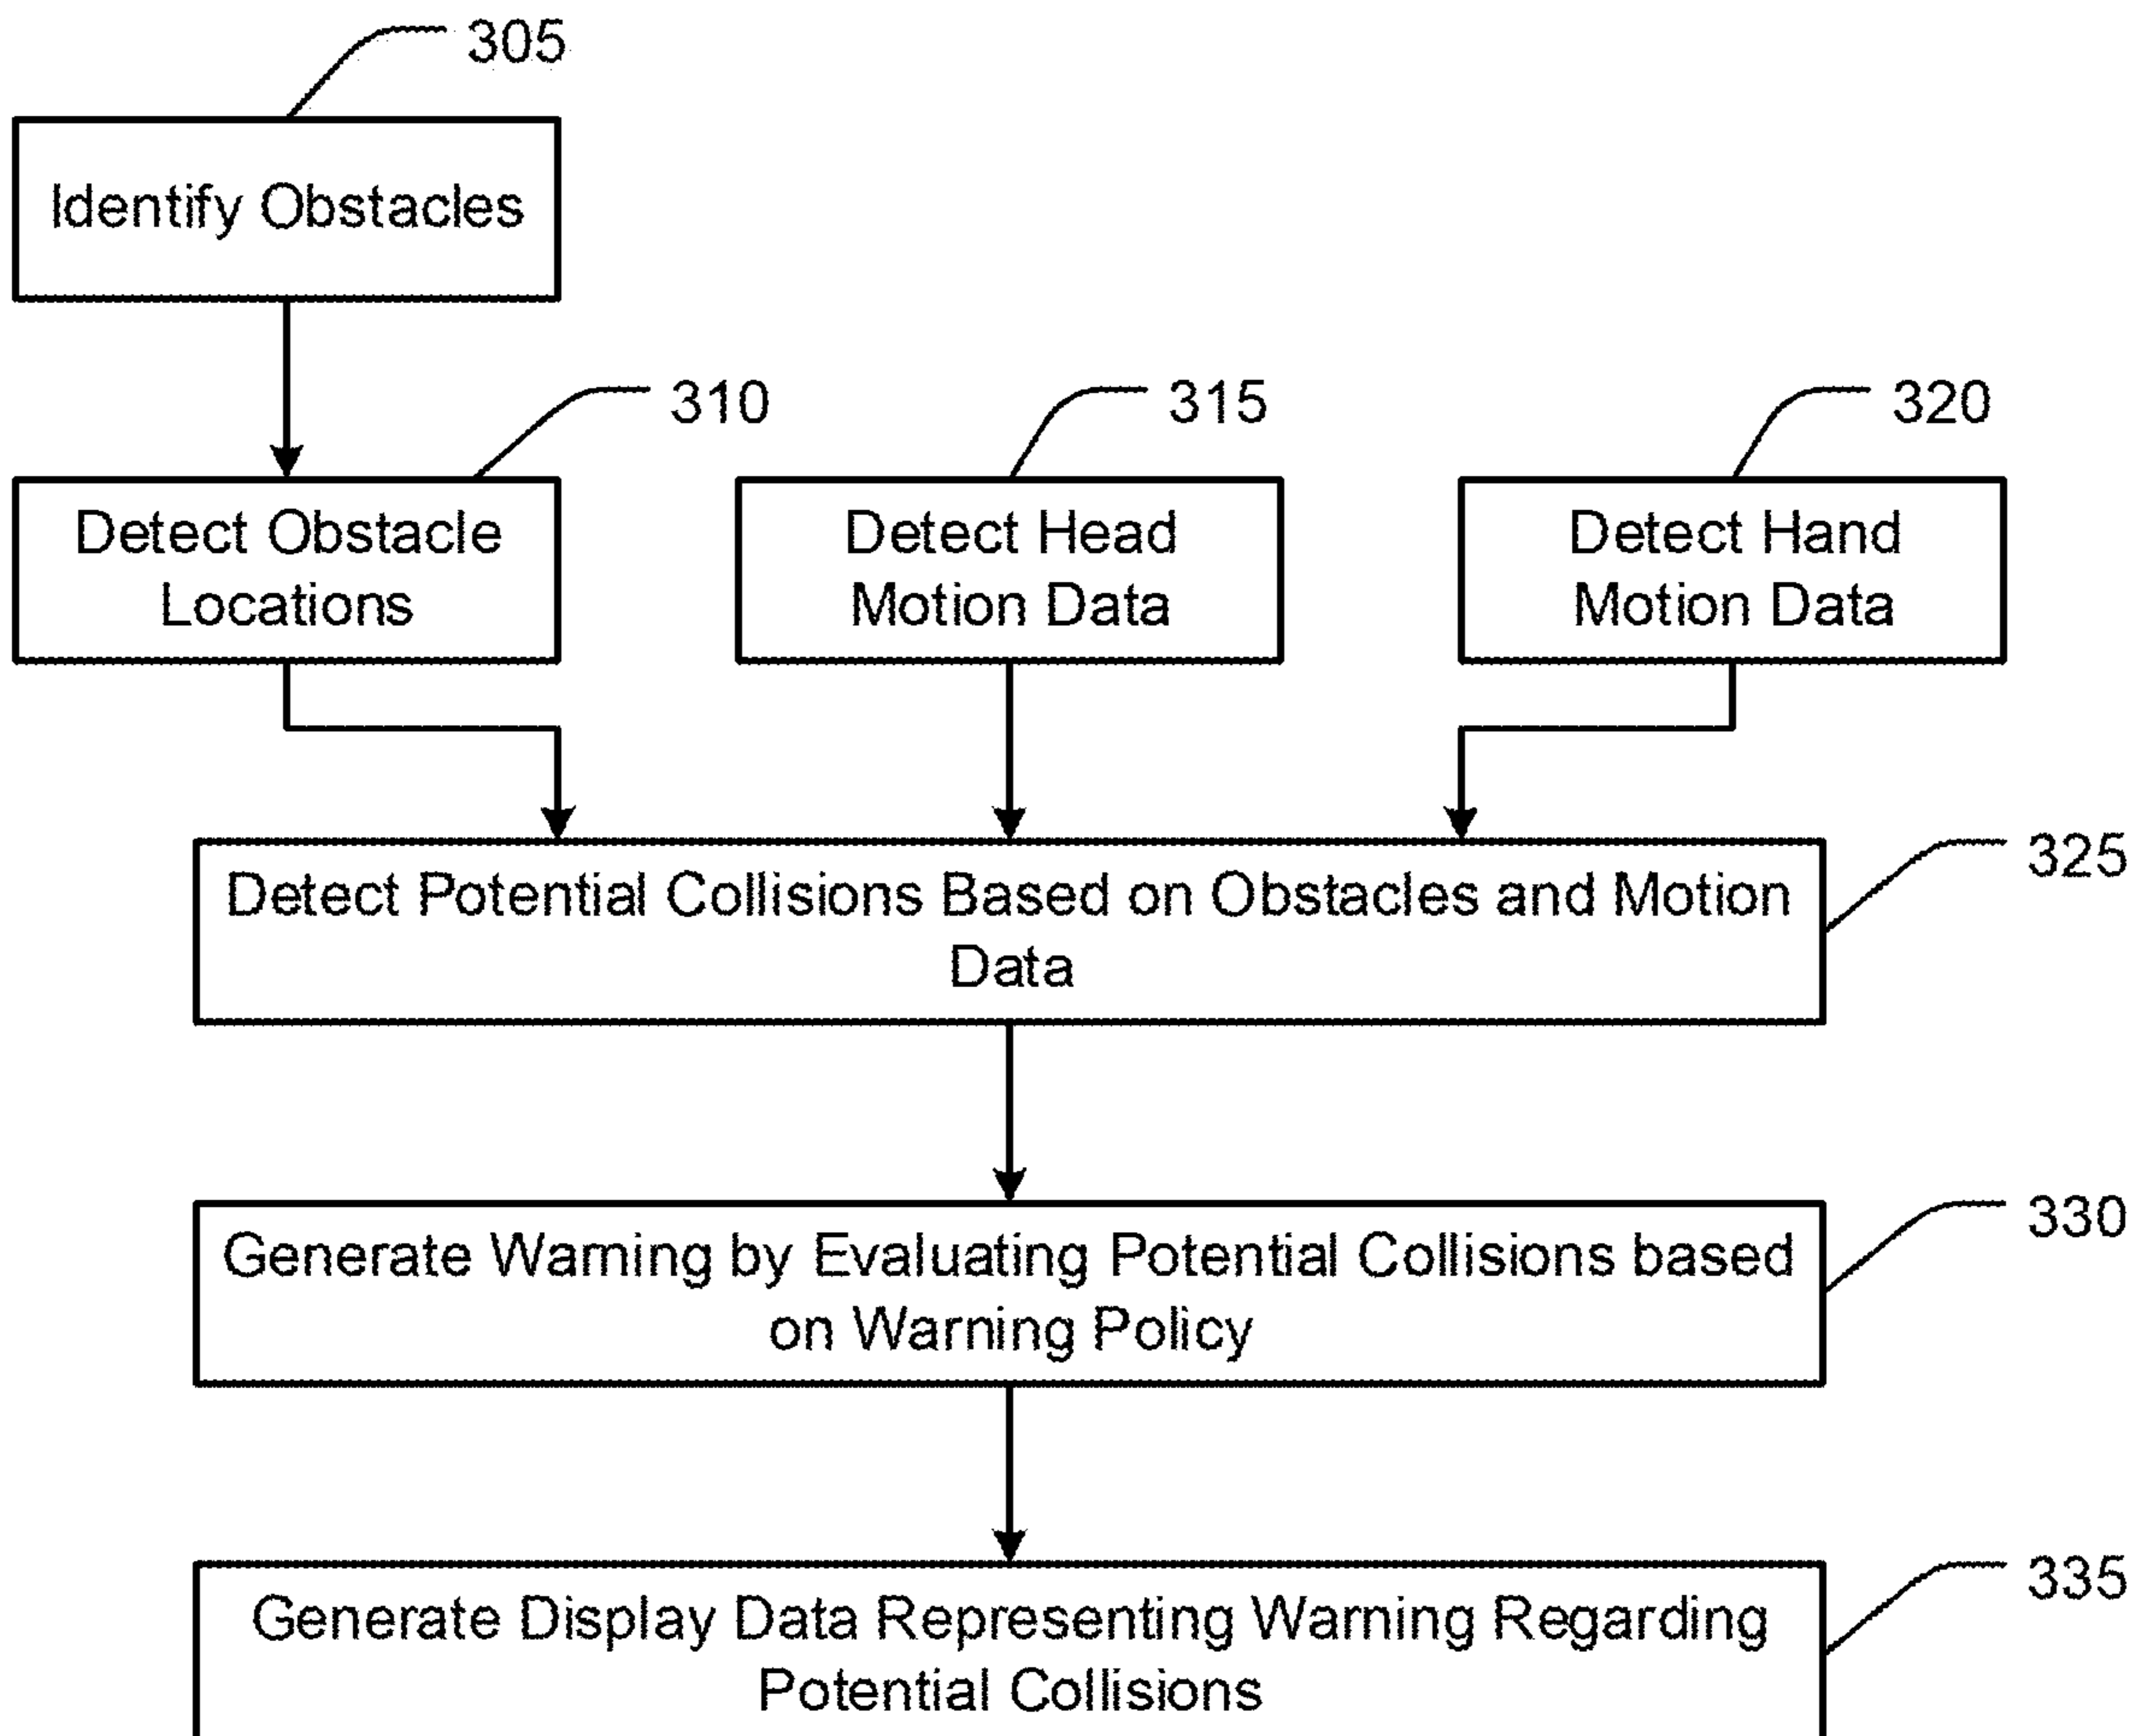 305
Identify Obstacles
310
315
320
Detect Obstacle
Locations
Detect Head
Motion Data
Detect Hand
Motion Data
325
Detect Potential Collisions Based on Obstacles and Motion
Data
330
Generate Warning by Evaluating Potential Collisions based
on Warning Policy
335
Generate Display Data Representing Warning Regarding
Potential Collisions